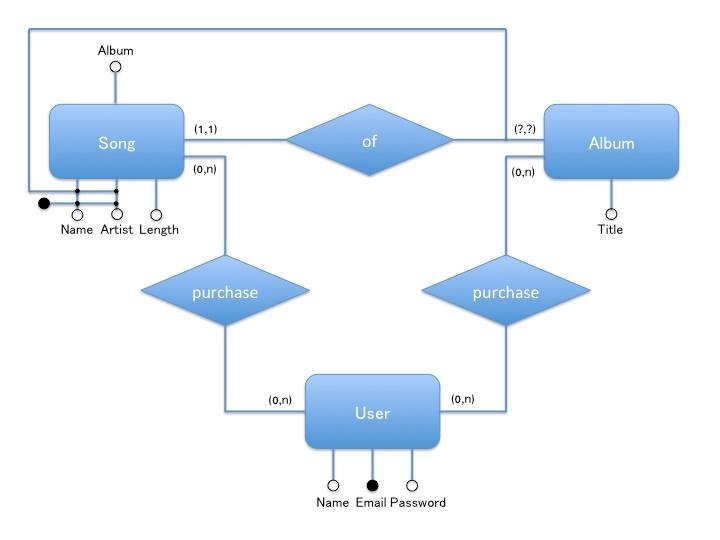 Album
Song
(1,1)
of
(?,?)
Album
(0,n)
(0,n)
Name Artist Length
Title
purchase
purchase
(0,n)
User
(0,n)
Name Email Password